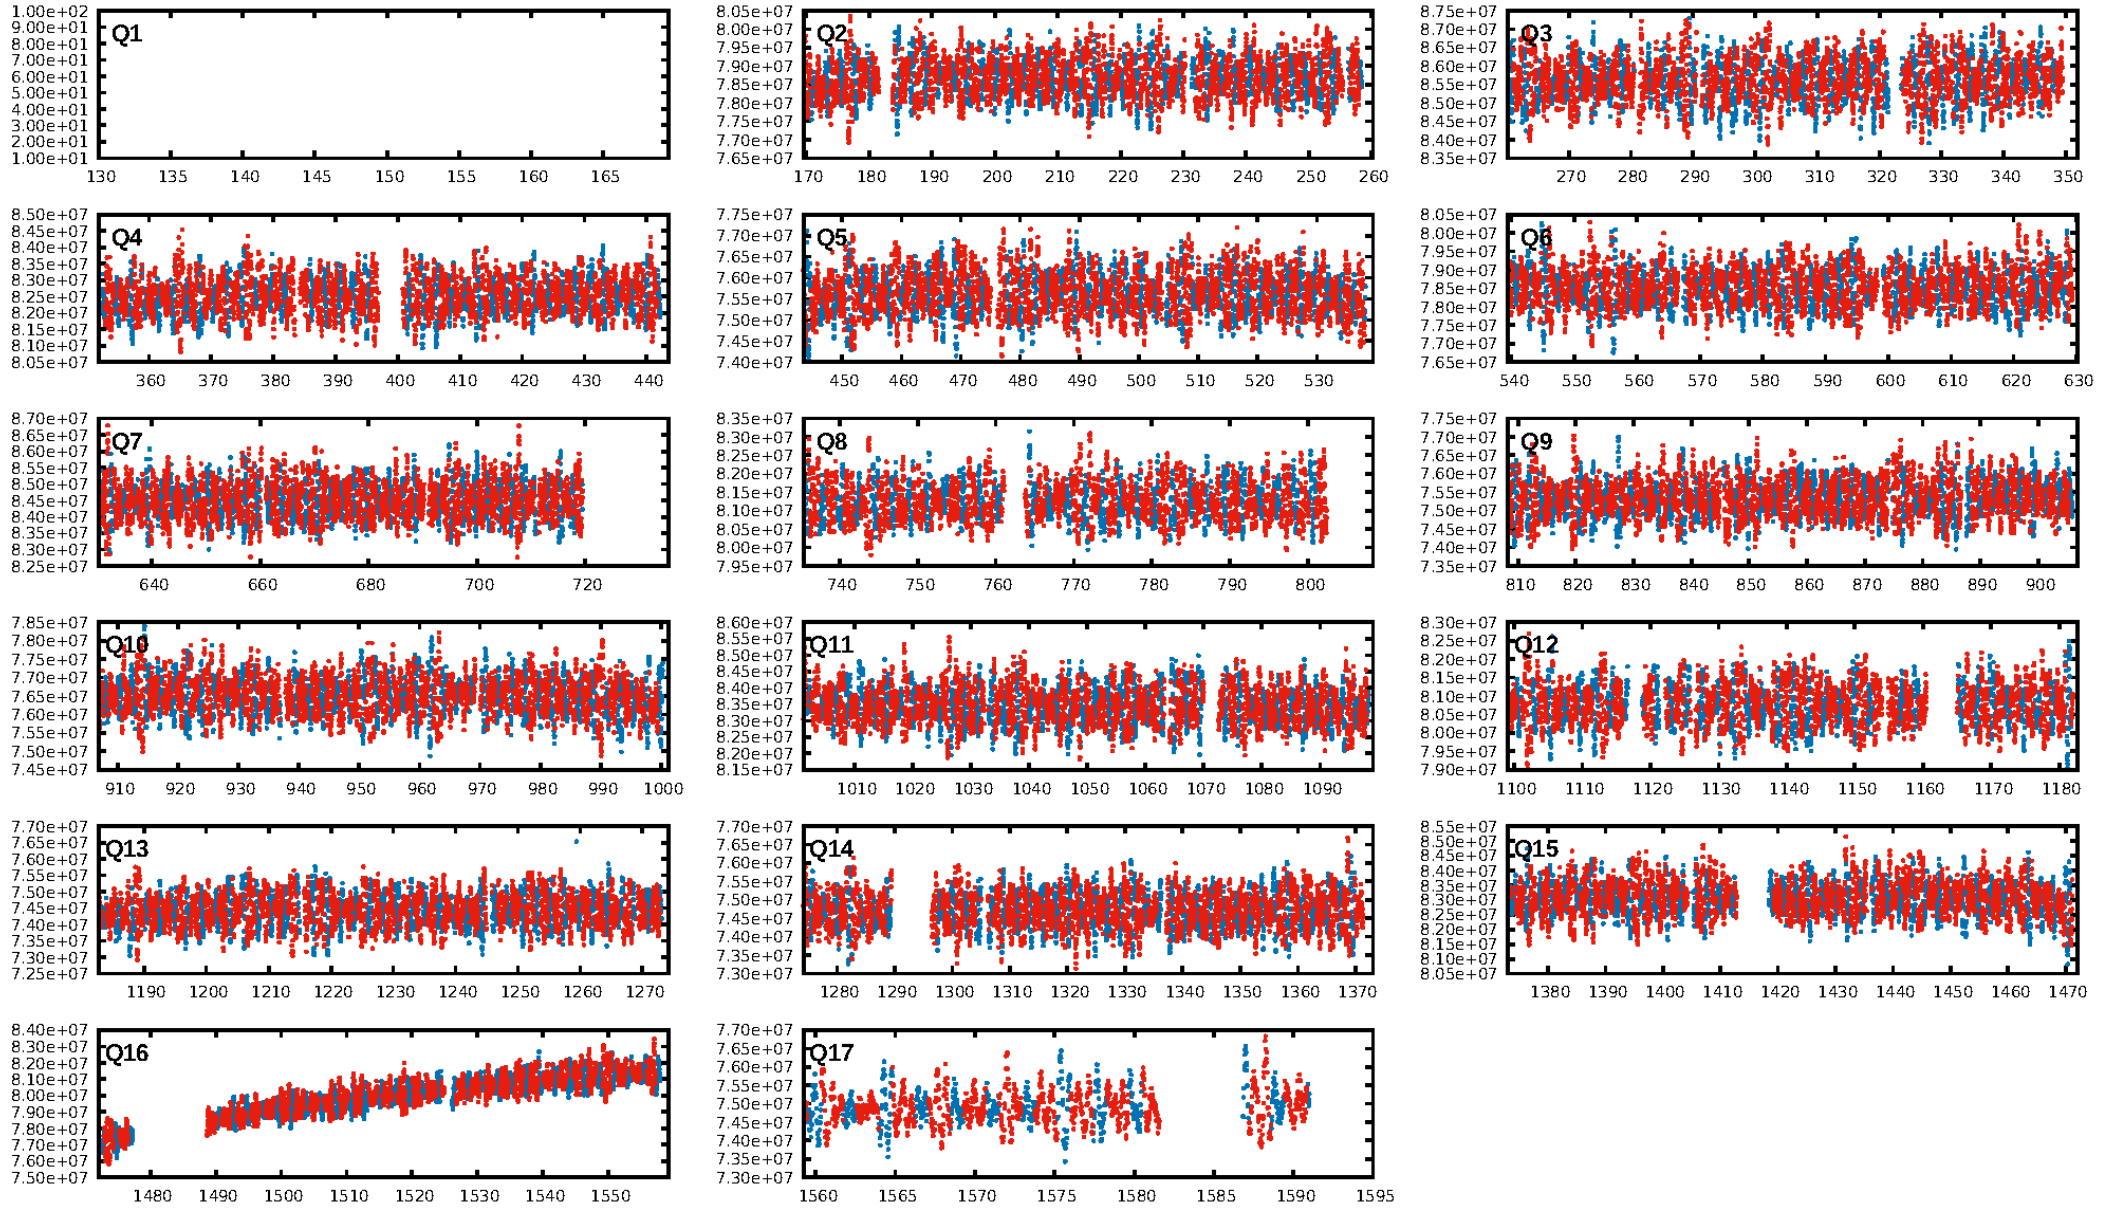 Q1
1.00e+02
9.00e+01
8.00e+01
7.00e+01
6.00e+01
5.00e+01
4.00e+01
3.00e+01
2.00e+01
1.00e+01
130 135 140 145 150 155 160 165
Q2
8.05e+07
8.00e+07
7.95e+07
7.90e+07
7.85e+07
7.80e+07
7.75e+07
7.70e+07
7.65e+07
170 180 190 200 210 220 230 240 250 260
Q3
8.75e+07
8.70e+07
8.65e+07
8.60e+07
8.55e+07
8.50e+07
8.45e+07
8.40e+07
8.35e+07
270 280 290 300 310 320 330 340 350
Q4
8.50e+07
8.45e+07
8.40e+07
8.35e+07
8.30e+07
8.25e+07
8.20e+07
8.15e+07
8.10e+07
8.05e+07
360 370 380 390 400 410 420 430 440
Q5
7.75e+07
7.70e+07
7.65e+07
7.60e+07
7.55e+07
7.50e+07
7.45e+07
7.40e+07
450 460 470 480 490 500 510 520 530
Q6
8.05e+07
8.00e+07
7.95e+07
7.90e+07
7.85e+07
7.80e+07
7.75e+07
7.70e+07
7.65e+07
540 550 560 570 580 590 600 610 620 630
Q7
8.70e+07
8.65e+07
8.60e+07
8.55e+07
8.50e+07
8.45e+07
8.40e+07
8.35e+07
8.30e+07
8.25e+07
640 660 680 700 720
Q8
8.35e+07
8.30e+07
8.25e+07
8.20e+07
8.15e+07
8.10e+07
8.05e+07
8.00e+07
7.95e+07
740 750 760 770 780 790 800
Q9
7.75e+07
7.70e+07
7.65e+07
7.60e+07
7.55e+07
7.50e+07
7.45e+07
7.40e+07
7.35e+07
810 820 830 840 850 860 870 880 890 900
Q10
7.85e+07
7.80e+07
7.75e+07
7.70e+07
7.65e+07
7.60e+07
7.55e+07
7.50e+07
7.45e+07
910 920 930 940 950 960 970 980 990 1000
Q11
8.60e+07
8.55e+07
8.50e+07
8.45e+07
8.40e+07
8.35e+07
8.30e+07
8.25e+07
8.20e+07
8.15e+07
1010 1020 1030 1040 1050 1060 1070 1080 1090
Q12
8.30e+07
8.25e+07
8.20e+07
8.15e+07
8.10e+07
8.05e+07
8.00e+07
7.95e+07
7.90e+07
1100 1110 1120 1130 1140 1150 1160 1170 1180
Q13
7.70e+07
7.65e+07
7.60e+07
7.55e+07
7.50e+07
7.45e+07
7.40e+07
7.35e+07
7.30e+07
7.25e+07
1190 1200 1210 1220 1230 1240 1250 1260 1270
Q14
7.70e+07
7.65e+07
7.60e+07
7.55e+07
7.50e+07
7.45e+07
7.40e+07
7.35e+07
7.30e+07
1280 1290 1300 1310 1320 1330 1340 1350 1360 1370
Q15
8.55e+07
8.50e+07
8.45e+07
8.40e+07
8.35e+07
8.30e+07
8.25e+07
8.20e+07
8.15e+07
8.10e+07
8.05e+07
1380 1390 1400 1410 1420 1430 1440 1450 1460 1470
Q16
8.40e+07
8.30e+07
8.20e+07
8.10e+07
8.00e+07
7.90e+07
7.80e+07
7.70e+07
7.60e+07
7.50e+07
1480 1490 1500 1510 1520 1530 1540 1550
Q17
7.70e+07
7.65e+07
7.60e+07
7.55e+07
7.50e+07
7.45e+07
7.40e+07
7.35e+07
7.30e+07
1560 1565 1570 1575 1580 1585 1590 1595